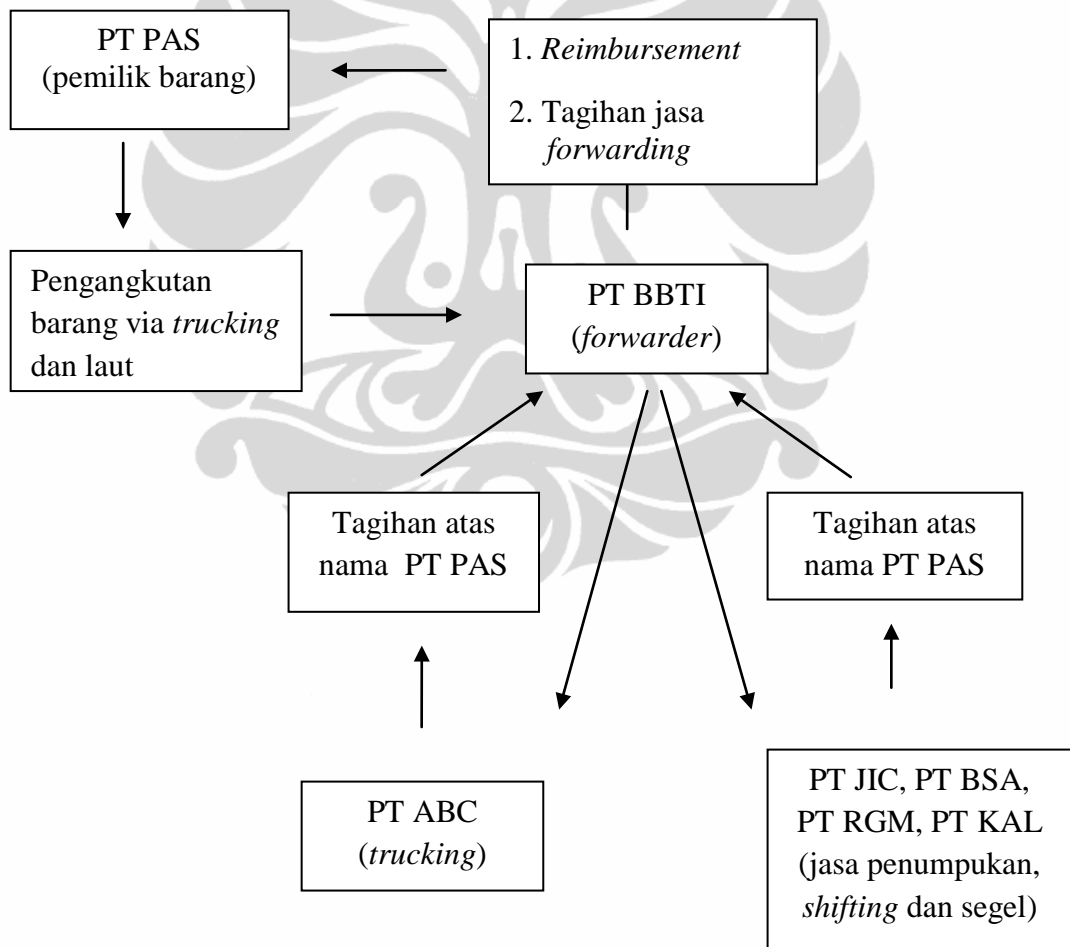 PT PAS
(pemilik barang)
1. Reimbursement
2. Tagihan jasa
forwarding
Pengangkutan
barang via trucking
dan laut
PT BBTI
(forwarder)
Tagihan atas
nama PT PAS
Tagihan atas
nama PT PAS
PT ABC
(trucking)
PT JIC, PT BSA,
PT RGM, PT KAL
(jasa penumpukan,
shifting dan segel)